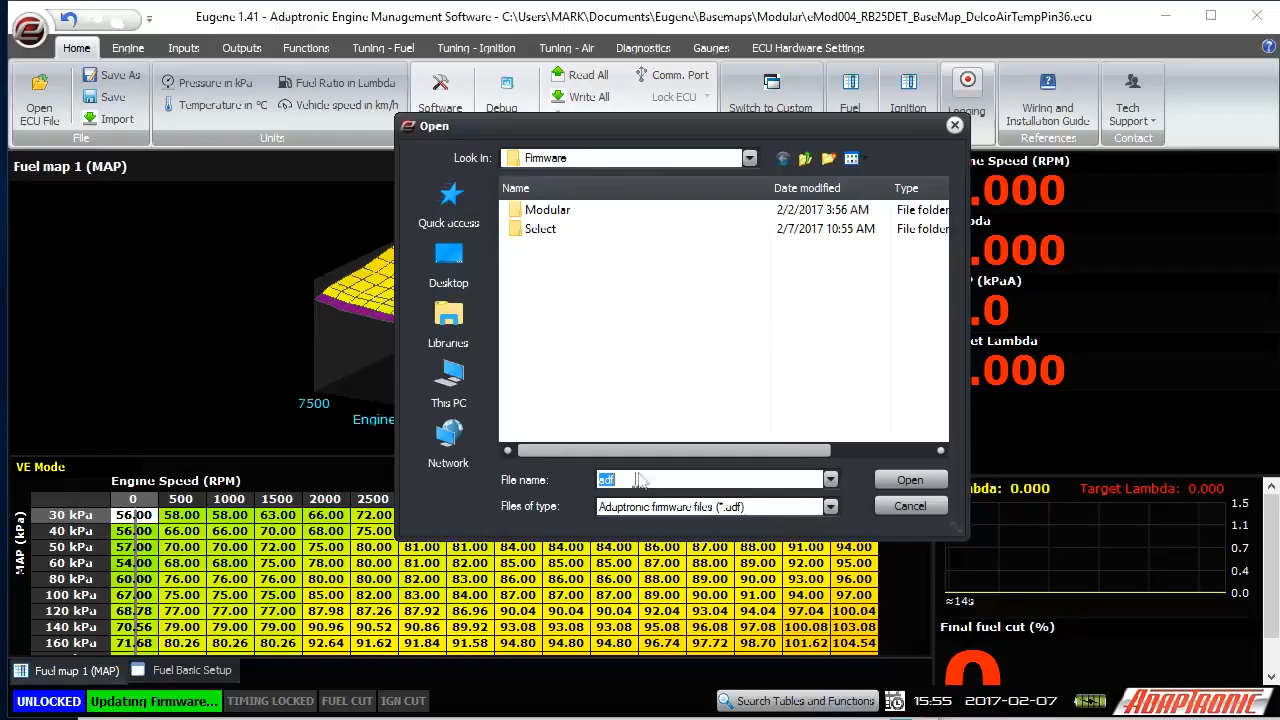 Eugene 1.41 - Adaptronic Engine Management Software - C:\Users\MARK\Documents\Eugene\Basemaps\Modular\eMod004_RB25DET_BaseMap_DelcoAirTempPin36.ecu
Home Engine Inputs Outputs Functions Tuning - Fuel Tuning - Ignition Tuning - Air Diagnostics Gauges ECU Hardware Settings
Open ECU File
Save As
Save
Import
File
Pressure in kPa
Temperature in °C
Fuel Ratio in Lambda
Vehicle speed in km/h
Units
Software
Debug
Read All
Write All
Comm. Port
Lock ECU
Switch to Custom
Fuel
Ignition
Logging
Wiring and Installation Guide
References
Tech Support
Contact
Fuel map 1 (MAP)
7500
Engine
Open
Look In: Firmware
Quick access
Desktop
Libraries
This PC
Network
Name Date modified Type
Modular 2/2/2017 3:56 AM File folder
Select 2/7/2017 10:55 AM File folder
File name: adf Open
Files of type: Adaptronic firmware files (*.adf) Cancel
ne Speed (RPM)
.000
.000
(kPaA)
.0
et Lambda
.000
VE Mode
Engine Speed (RPM)
MAP (kPa)
0 500 1000 1500 2000 2500
30 kPa 56.00 58.00 58.00 63.00 66.00 72.00
40 kPa 56.00 66.00 66.00 70.00 74.00 75.00
50 kPa 57.00 70.00 72.00 75.00 80.00 81.00 81.00 84.00 84.00 84.00 86.00 87.00 88.00 91.00 94.00
60 kPa 54.00 68.00 68.00 75.00 80.00 81.00 82.00 85.00 85.00 85.00 87.00 88.00 89.00 92.00 95.00
80 kPa 60.00 76.00 76.00 76.00 80.00 82.00 83.00 86.00 86.00 86.00 88.00 89.00 90.00 93.00 96.00
100 kPa 67.00 75.00 75.00 85.00 82.00 83.00 84.00 87.00 87.00 87.00 89.00 90.00 91.00 94.00 97.00
120 kPa 68.78 77.00 77.00 87.98 87.26 87.92 86.96 90.04 90.04 90.04 92.04 93.04 94.04 97.04 100.04
140 kPa 70.56 79.00 79.00 90.96 90.52 90.86 89.92 93.08 93.08 93.08 95.08 96.08 97.08 100.08 103.08
160 kPa 71.68 80.26 80.26 92.64 91.62 91.84 91.58 94.80 94.80 94.80 96.74 97.72 98.70 101.62 104.54
bda: 0.000 Target Lambda: 0.000
1.5
1.1
0.7
0.4
0.0
≈14s
Final fuel cut (%)
0
Fuel map 1 (MAP) Fuel Basic Setup
UNLOCKED Updating Firmware... TIMING LOCKED FUEL CUT IGN CUT Search Tables and Functions 15:55 2017-02-07 ADAPTRONIC